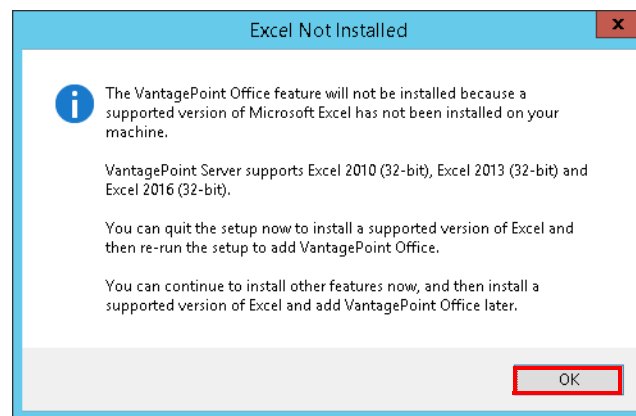 Excel Not Installed
x
i
The VantagePoint Office feature will not be installed because a
supported version of Microsoft Excel has not been installed on your
machine.
VantagePoint Server supports Excel 2010 (32-bit), Excel 2013 (32-bit) and
Excel 2016 (32-bit).
You can quit the setup now to install a supported version of Excel and
then re-run the setup to add VantagePoint Office.
You can continue to install other features now, and then install a
supported version of Excel and add VantagePoint Office later.
OK